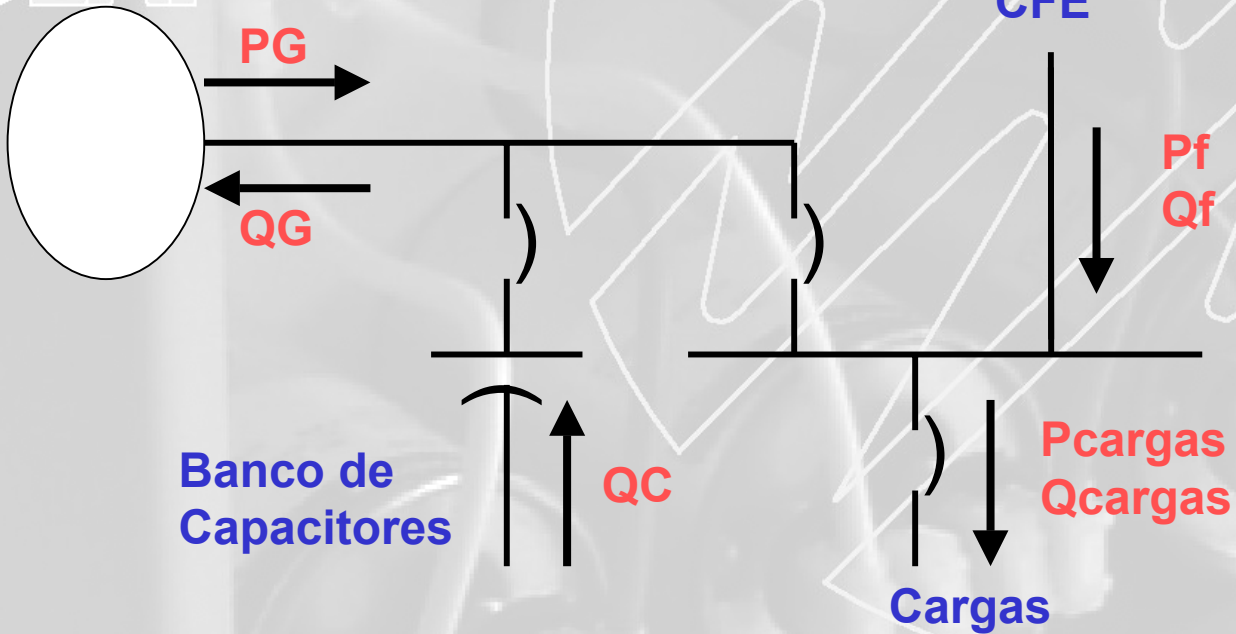 CFE
PG
QG
Pf
Qf
Banco de
Capacitores
QC
Pcargas
Qcargas
Cargas